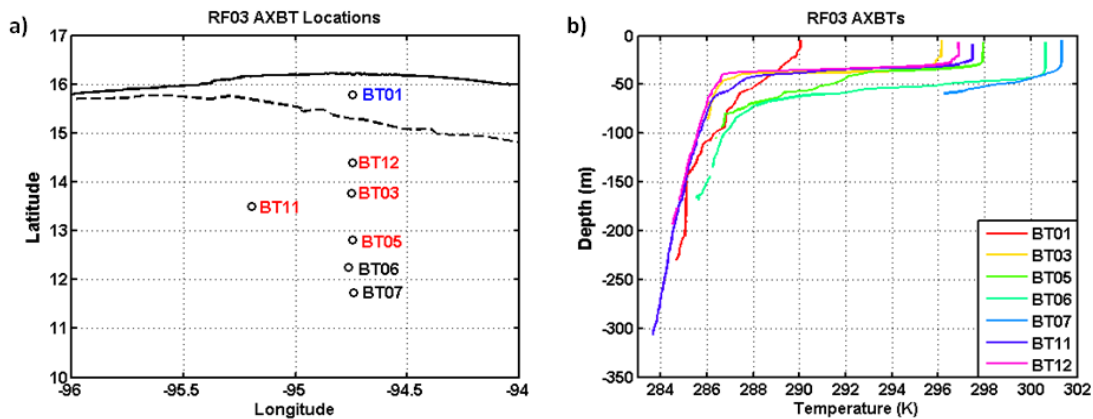 a)
RF03 AXBT Locations
17
16
15
14
13
12
11
10
Latitude
BT01
BT12
BT03
BT11
BT05
BT06
BT07
-96 -95.5 -95 -94.5 -94
Longitude
b)
RF03 AXBTs
0
-50
-100
-150
-200
-250
-300
-350
Depth (m)
BT01
BT03
BT05
BT06
BT07
BT11
BT12
284 286 288 290 292 294 296 298 300 302
Temperature (K)